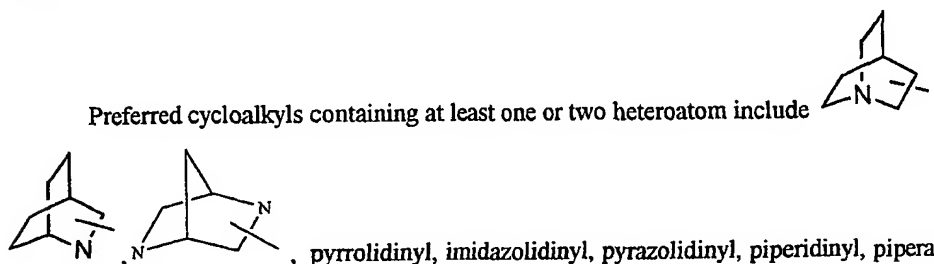 Preferred cycloalkyls containing at least one or two heteroatom include N
N , N N , pyrrolidinyl, imidazolidinyl, pyrazolidinyl, piperidinyl, pipera